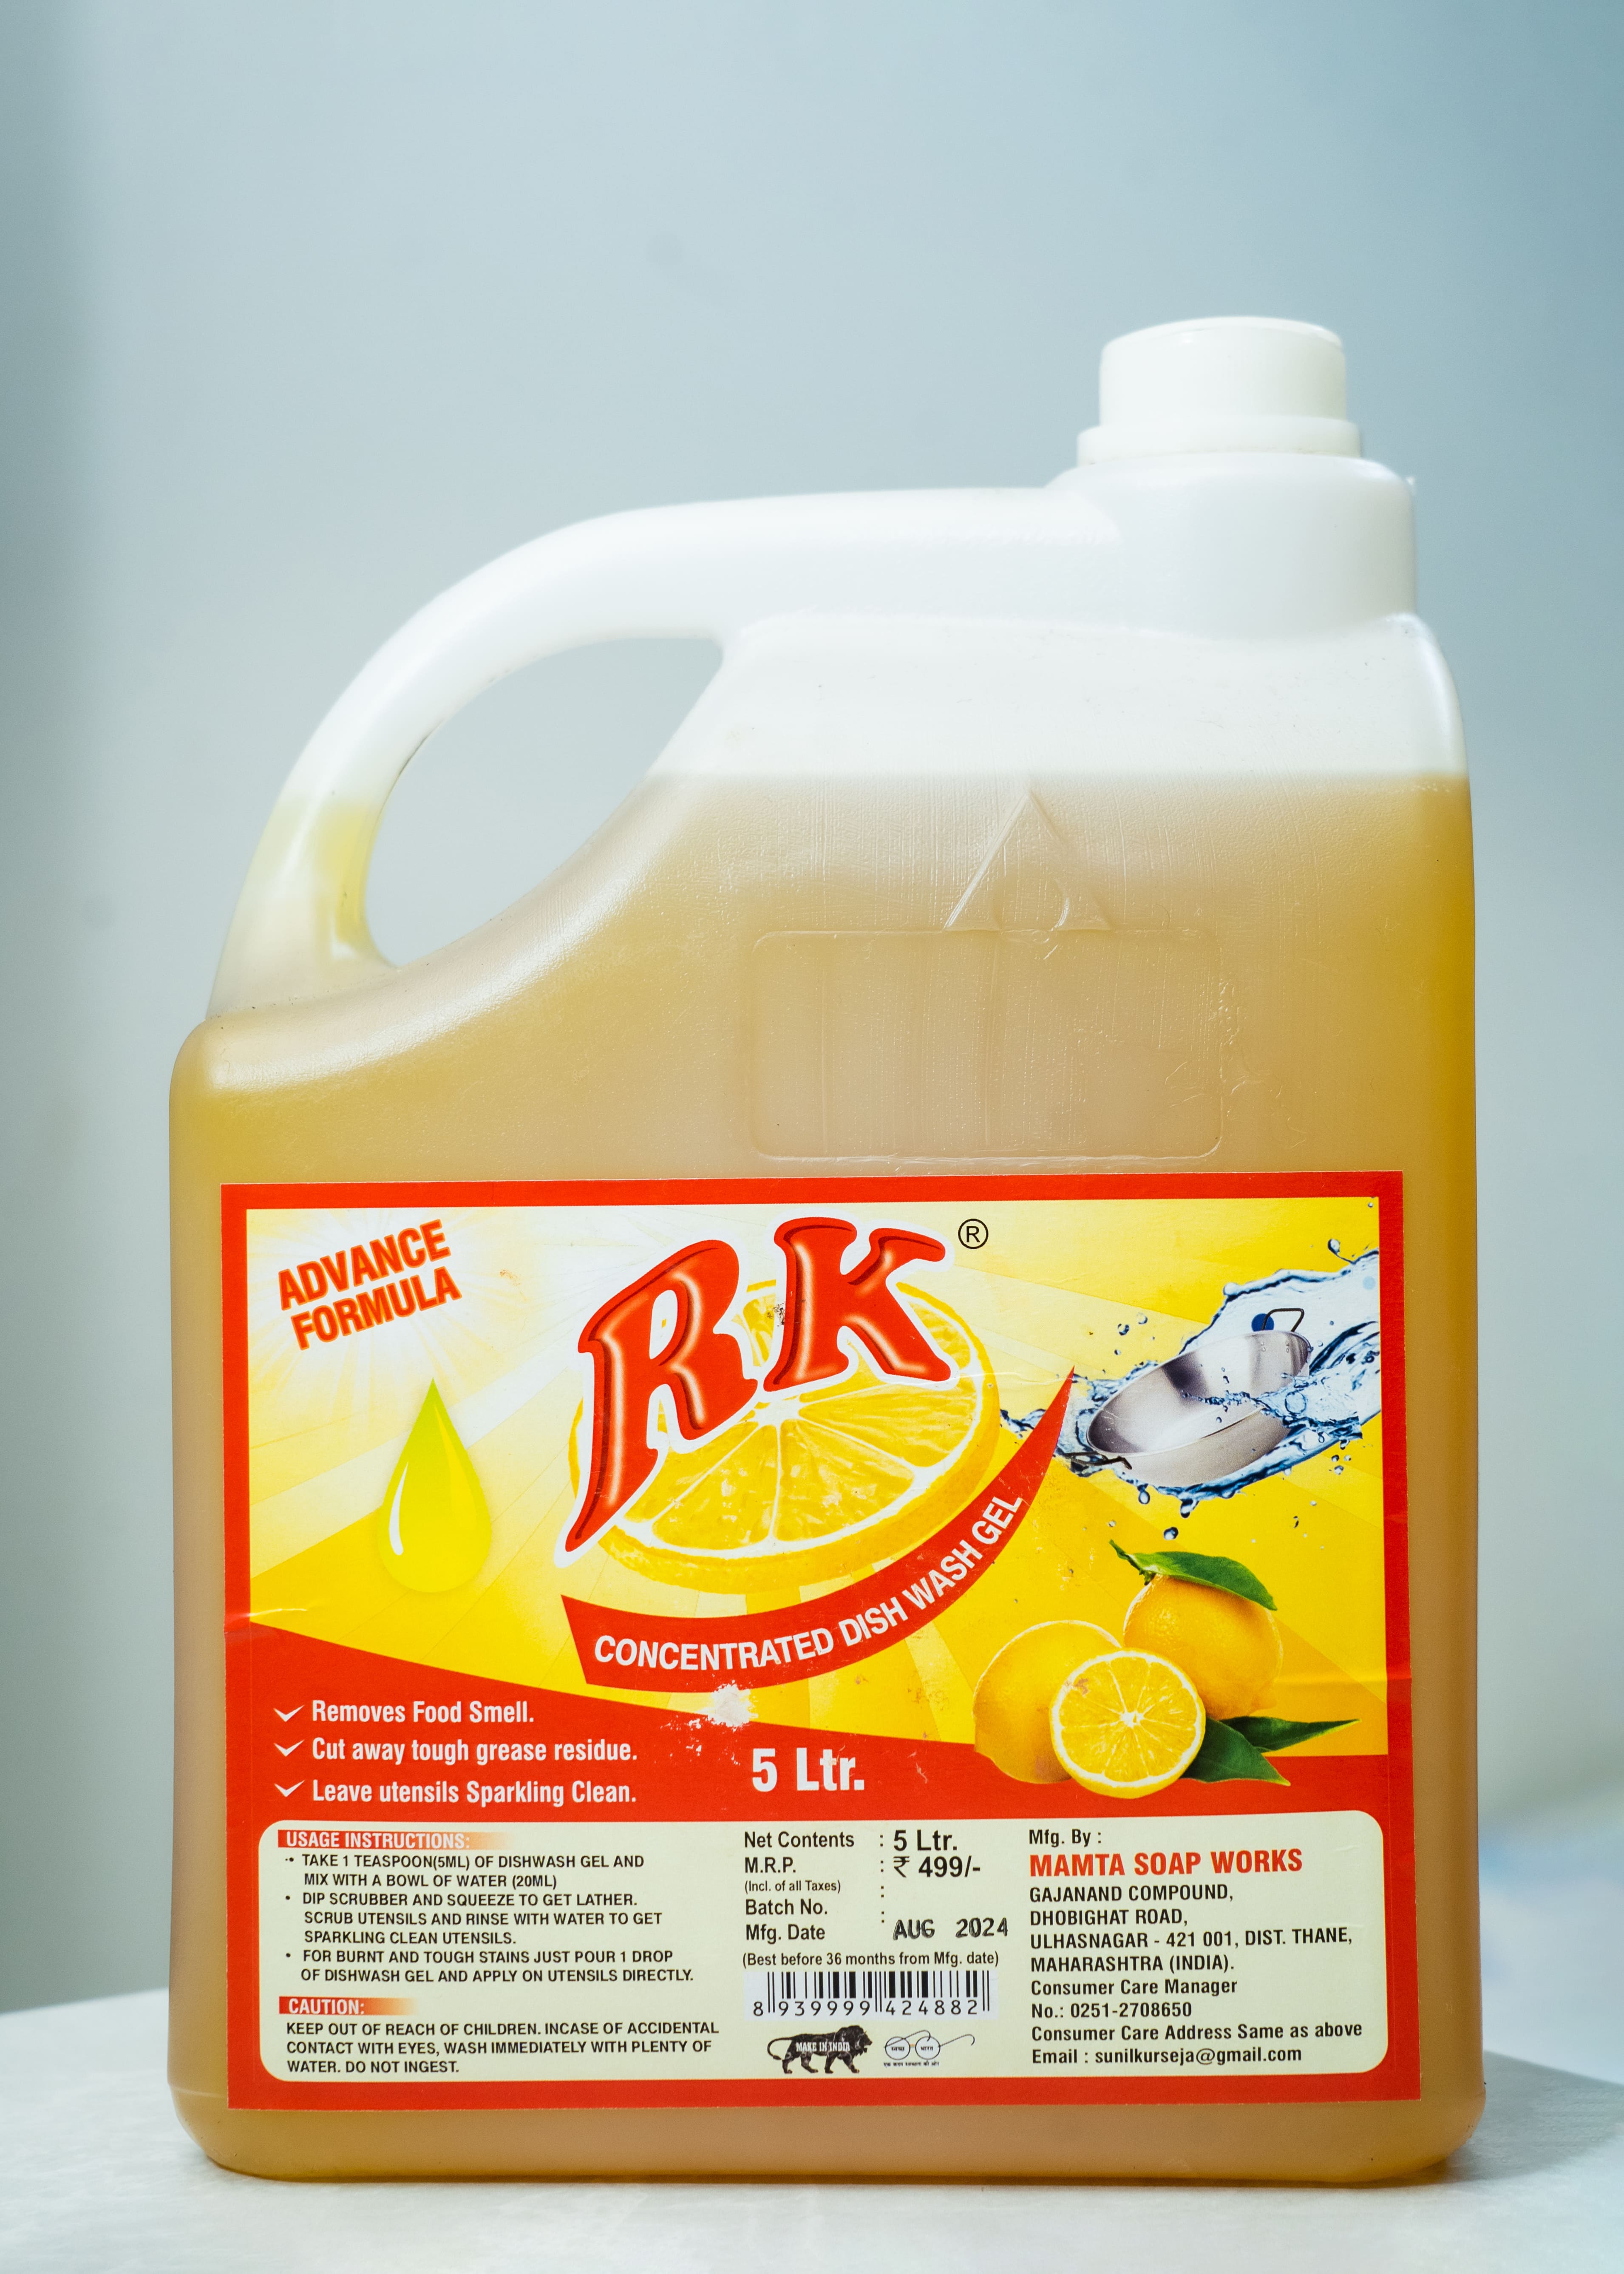 ADVANCE
FORMULA
RK ®
CONCENTRATED DISH WASH GEL
Removes Food Smell.
Cut away tough grease residue.
Leave utensils Sparkling Clean.
5 Ltr.
USAGE INSTRUCTIONS:
• TAKE 1 TEASPOON(5ML) OF DISHWASH GEL AND
MIX WITH A BOWL OF WATER (20ML)
• DIP SCRUBBER AND SQUEEZE TO GET LATHER.
SCRUB UTENSILS AND RINSE WITH WATER TO GET
SPARKLING CLEAN UTENSILS.
• FOR BURNT AND TOUGH STAINS JUST POUR 1 DROP
OF DISHWASH GEL AND APPLY ON UTENSILS DIRECTLY.
CAUTION:
KEEP OUT OF REACH OF CHILDREN. INCASE OF ACCIDENTAL
CONTACT WITH EYES, WASH IMMEDIATELY WITH PLENTY OF
WATER. DO NOT INGEST.
Net Contents : 5 Ltr.
M.R.P. : ₹ 499/-
(Incl. of all Taxes) :
Batch No. :
Mfg. Date AUG 2024
(Best before 36 months from Mfg. date)
8 939999 424882
MAKE IN INDIA
स्वच्छ भारत
एक कदम स्वच्छता की ओर
Mfg. By :
MAMTA SOAP WORKS
GAJANAND COMPOUND,
DHOBIGHAT ROAD,
ULHASNAGAR - 421 001, DIST. THANE,
MAHARASHTRA (INDIA).
Consumer Care Manager
No.: 0251-2708650
Consumer Care Address Same as above
Email : sunilkurseja@gmail.com